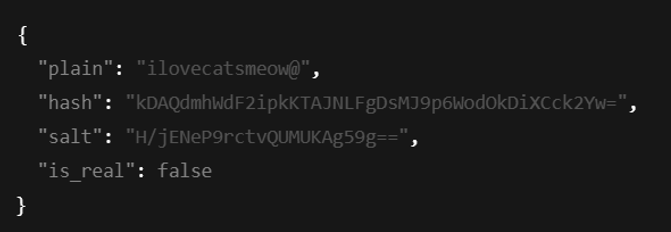 {
"plain": "ilovecatsmeow@",
"hash": "kDAQdmhWdF2ipkKTAJNLFgDsMJ9p6WodOkDiXCck2Yw=",
"salt": "H/jENeP9rctvQUMUKAg59g==",
"is_real": false
}